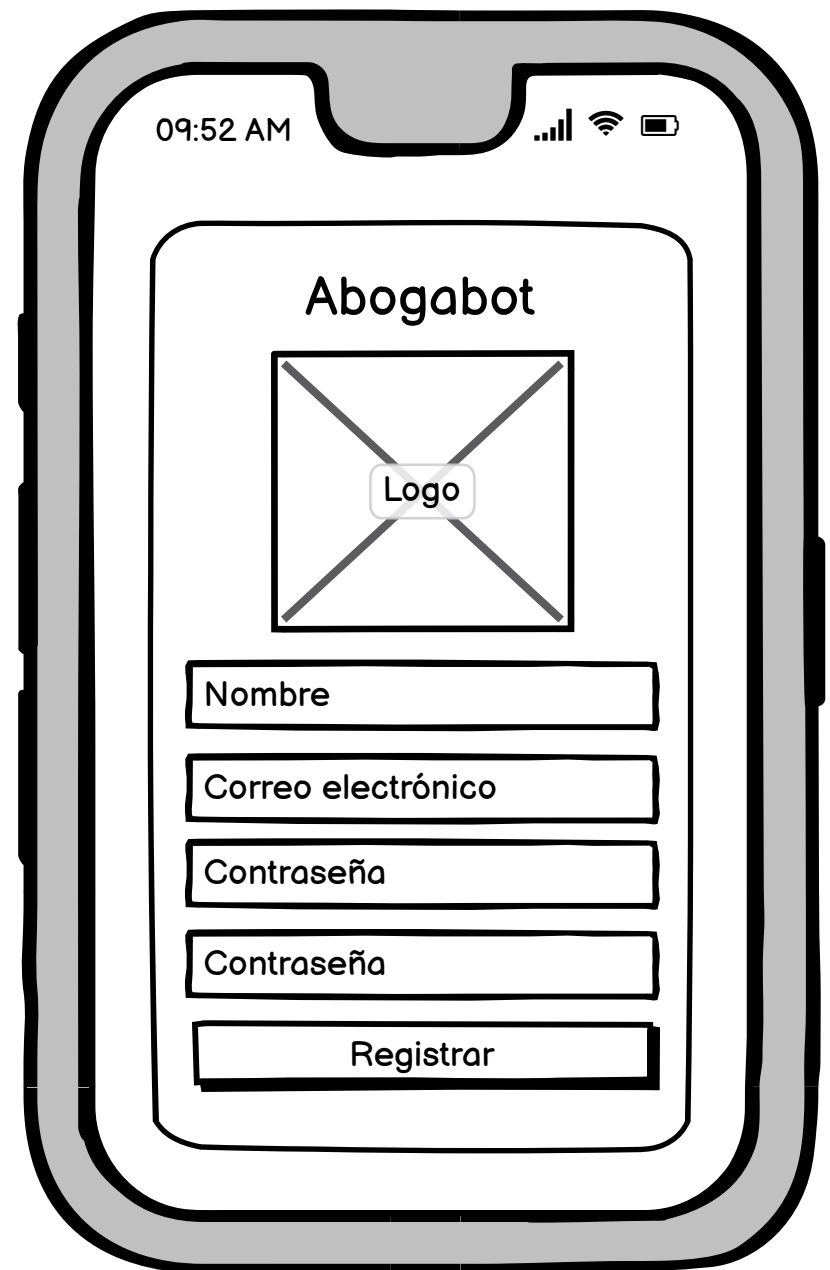 09:52 AM
Abogabot
Logo
Nombre
Correo electrónico
Contraseña
Contraseña
Registrar